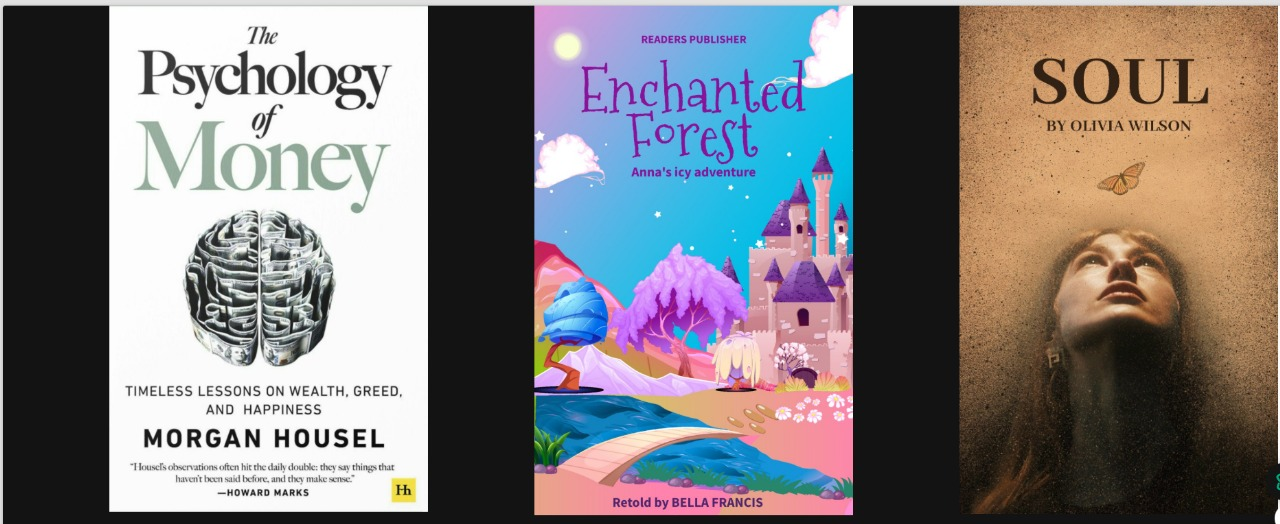 The
Psychology
of
Money
TIMELESS LESSONS ON WEALTH, GREED,
AND HAPPINESS
MORGAN HOUSEL
“Housel’s observations often hit the daily double: they say things that
haven’t been said before, and they make sense.”
—HOWARD MARKS
Hh
READERS PUBLISHER
Enchanted
Forest
Anna's icy adventure
Retold by BELLA FRANCIS
SOUL
BY OLIVIA WILSON